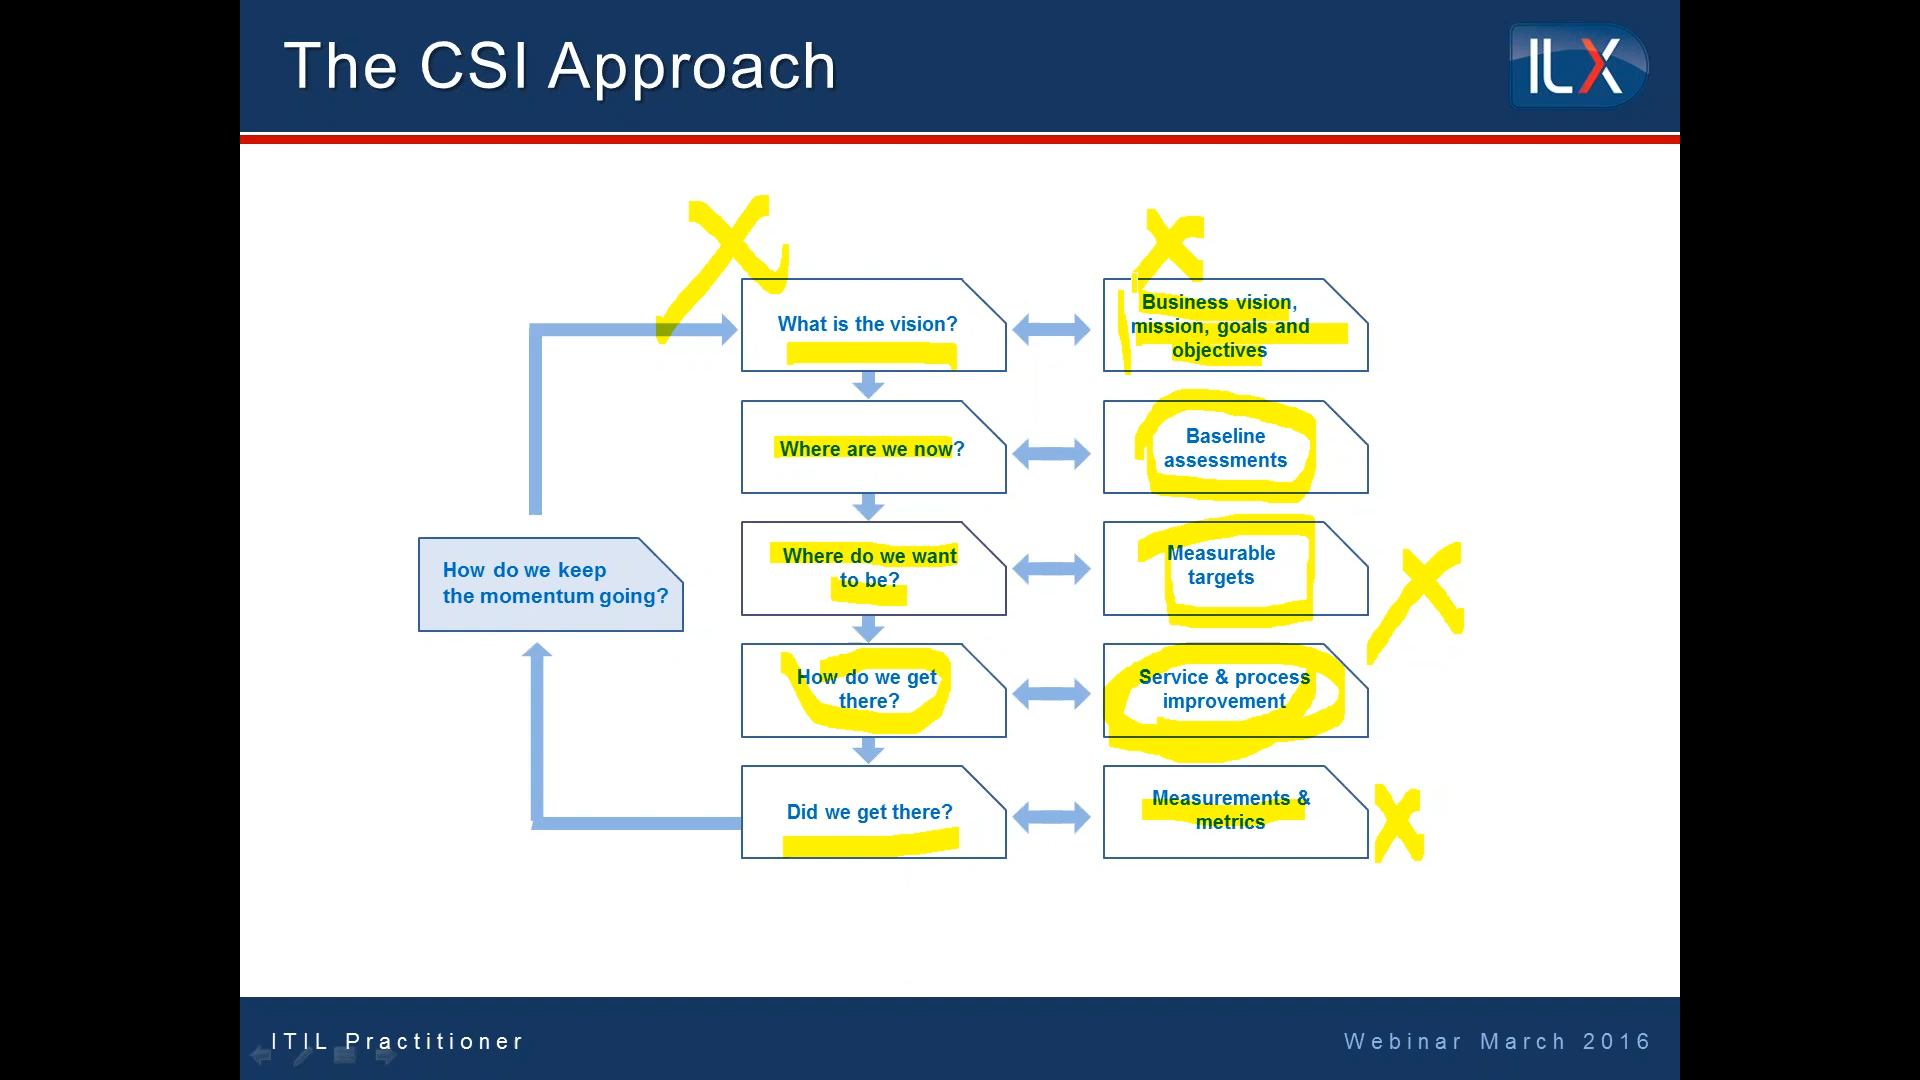 The CSI Approach
ILX
What is the vision?
Business vision,
mission, goals and
objectives
Where are we now?
Baseline
assessments
Where do we want
to be?
Measurable
targets
How do we keep
the momentum going?
How do we get
there?
Service & process
improvement
Did we get there?
Measurements &
metrics
ITIL Practitioner
Webinar March 2016